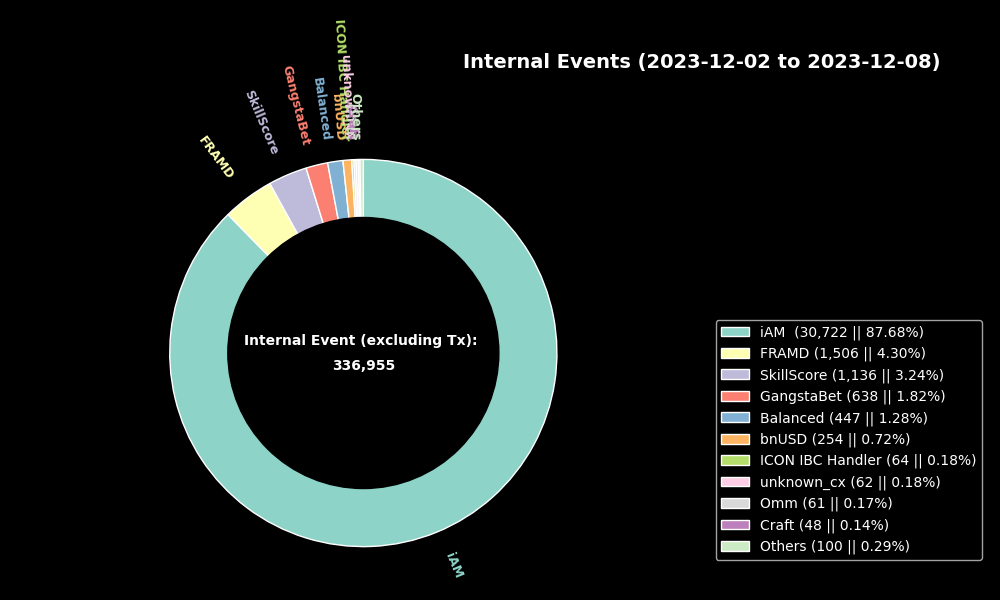 Internal Events (2023-12-02 to 2023-12-08)
FRAMD
SkillScore
GangstaBet
Balanced
bnUSD
ICON IBC Handler
unknown_cx
Others
Internal Event (excluding Tx):
336,955
iAM
iAM  (30,722 || 87.68%)
FRAMD (1,506 || 4.30%)
SkillScore (1,136 || 3.24%)
GangstaBet (638 || 1.82%)
Balanced (447 || 1.28%)
bnUSD (254 || 0.72%)
ICON IBC Handler (64 || 0.18%)
unknown_cx (62 || 0.18%)
Omm (61 || 0.17%)
Craft (48 || 0.14%)
Others (100 || 0.29%)